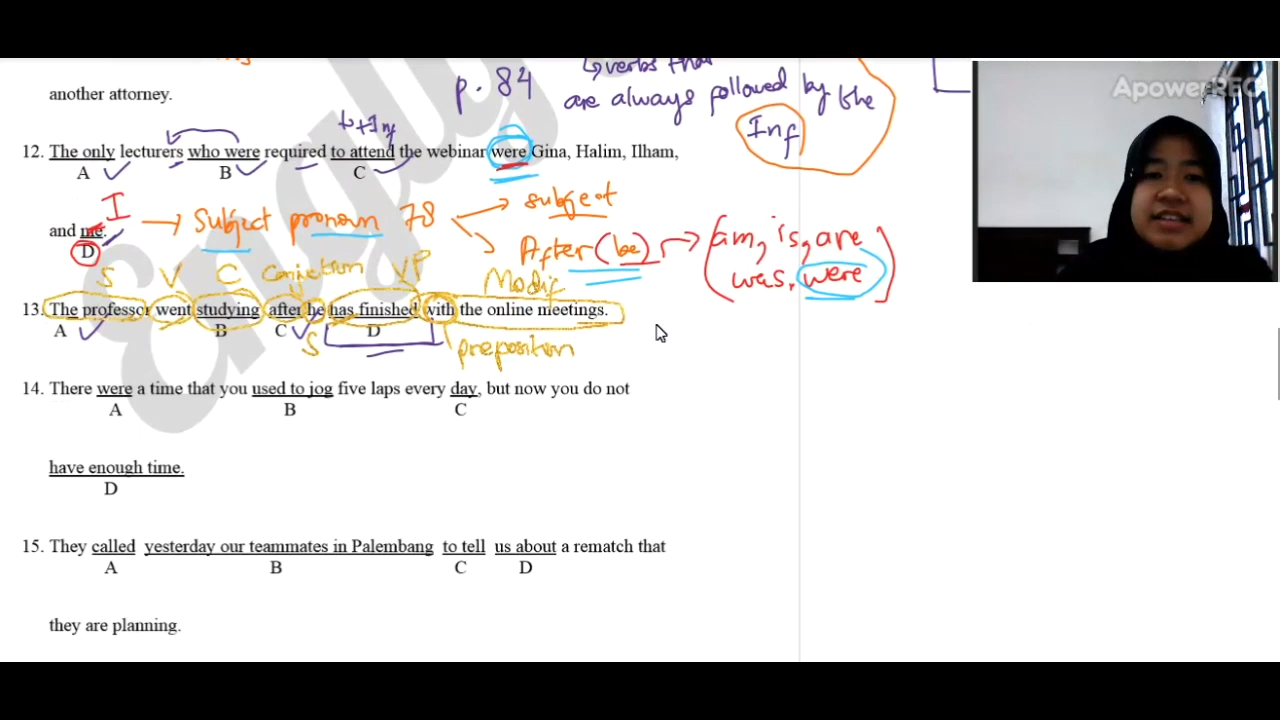 p. 84
↳ verbs that
are always followed by the
Inf
another attorney.
to+Inf
12. The only lecturers who were required to attend the webinar were Gina, Halim, Ilham,
A B C
I → Subject pronoun 78 → subject
and me.
D
After (be) → (am, is, are
was, were)
S V C Conjunction VP Modif
13. The professor went studying after he has finished with the online meetings.
A B C S D preposition
14. There were a time that you used to jog five laps every day, but now you do not
A B C
have enough time.
D
15. They called yesterday our teammates in Palembang to tell us about a rematch that
A B C D
they are planning.
ApowerREC